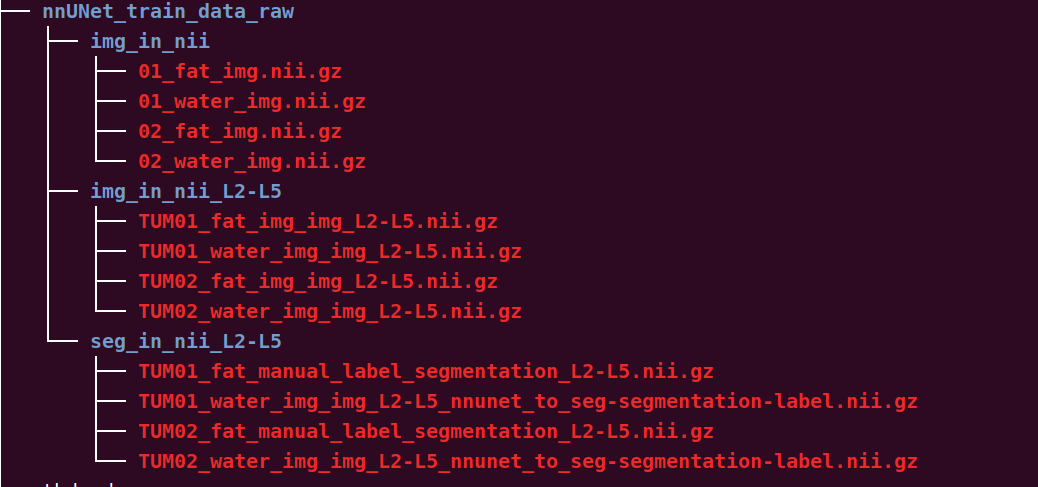 nnUNet_train_data_raw
img_in_nii
01_fat_img.nii.gz
01_water_img.nii.gz
02_fat_img.nii.gz
02_water_img.nii.gz
img_in_nii_L2-L5
TUM01_fat_img_img_L2-L5.nii.gz
TUM01_water_img_img_L2-L5.nii.gz
TUM02_fat_img_img_L2-L5.nii.gz
TUM02_water_img_img_L2-L5.nii.gz
seg_in_nii_L2-L5
TUM01_fat_manual_label_segmentation_L2-L5.nii.gz
TUM01_water_img_img_L2-L5_nnunet_to_seg-segmentation-label.nii.gz
TUM02_fat_manual_label_segmentation_L2-L5.nii.gz
TUM02_water_img_img_L2-L5_nnunet_to_seg-segmentation-label.nii.gz